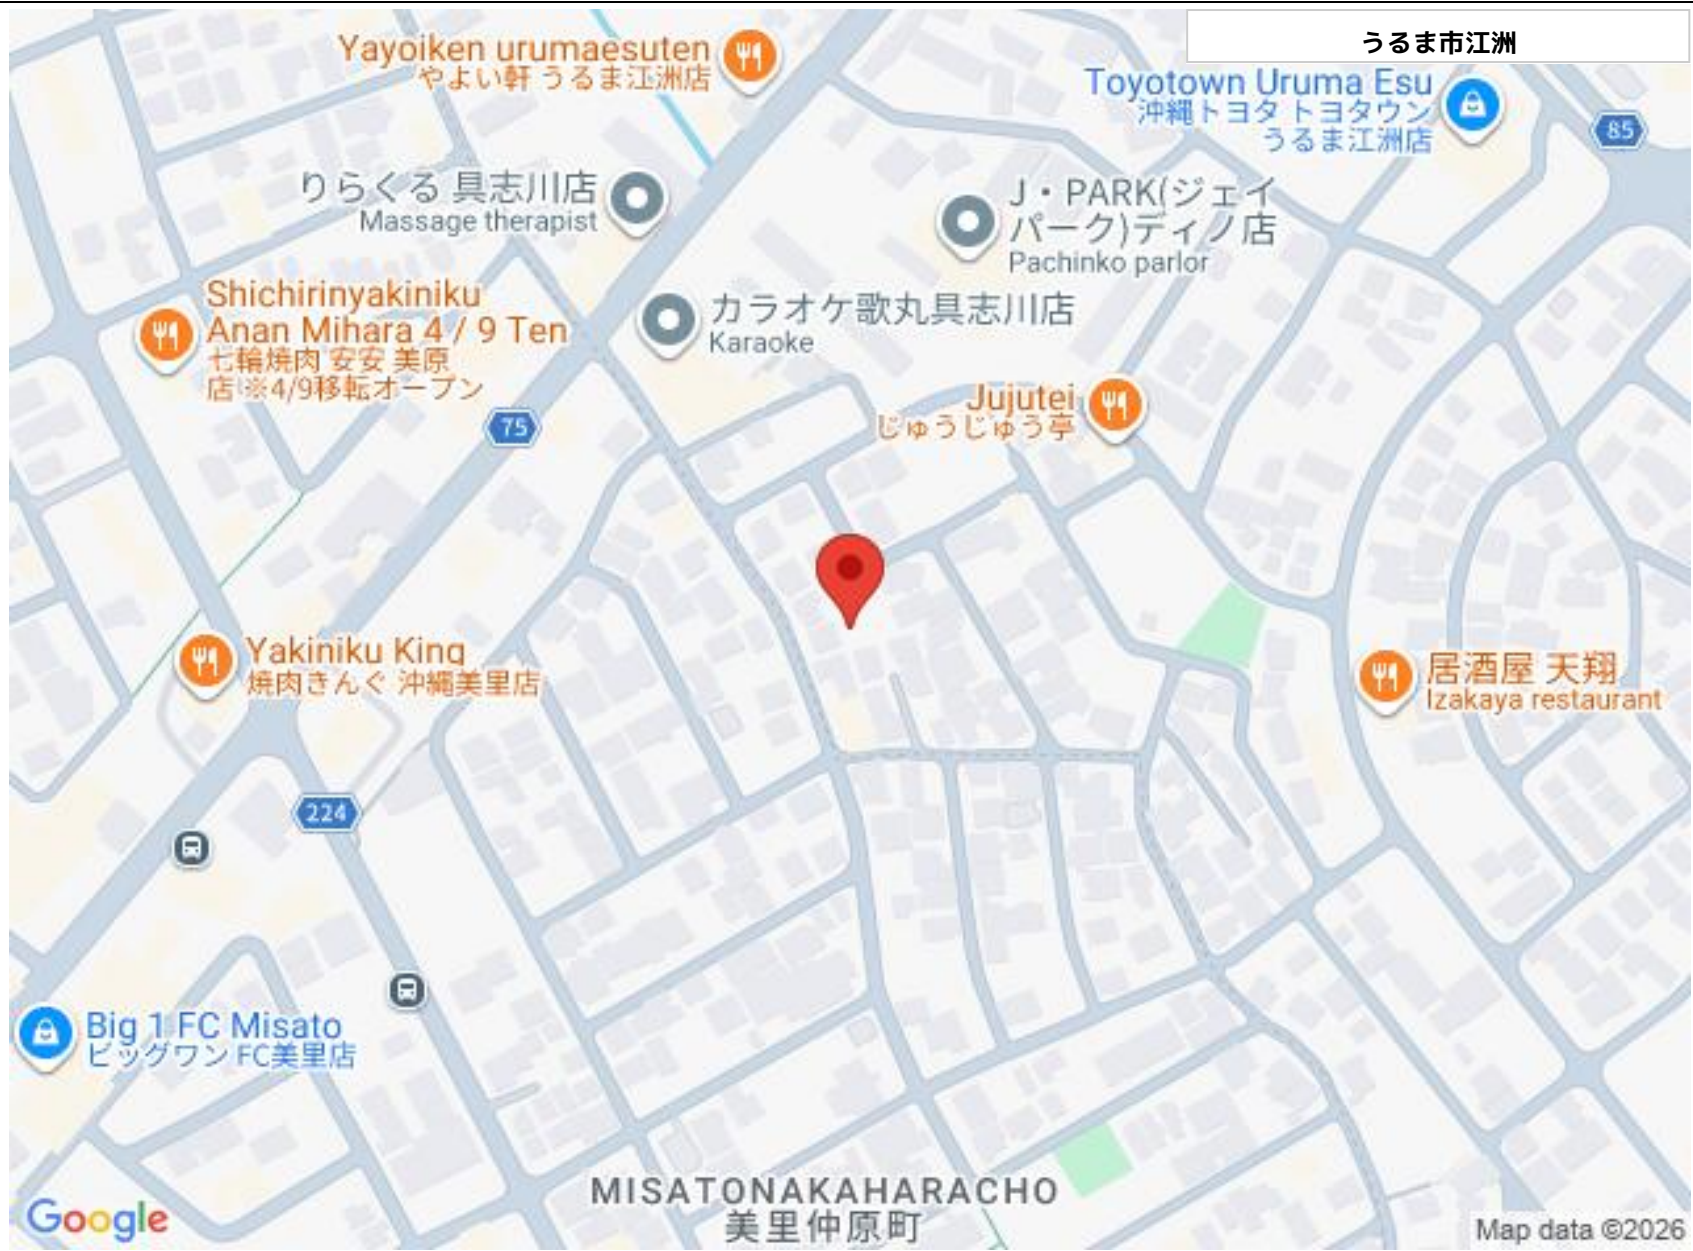 うるま市江洲
Yayoiken urumaesuten
やよい軒 うるま江洲店
Toyotown Uruma Esu
沖縄トヨタ トヨタウン
うるま江洲店
85
りらくる 具志川店
Massage therapist
J・PARK(ジェイ
パーク)ディノ店
Pachinko parlor
Shichirinyakiniku
Anan Mihara 4 / 9 Ten
七輪焼肉 安安 美原
店 ※4/9移転オープン
カラオケ歌丸具志川店
Karaoke
75
Jujutei
じゅうじゅう亭
Yakiniku King
焼肉きんぐ 沖縄美里店
居酒屋 天翔
Izakaya restaurant
224
Big 1 FC Misato
ビッグワン FC美里店
MISATONAKAHARACHO
美里仲原町
Google
Map data ©2026